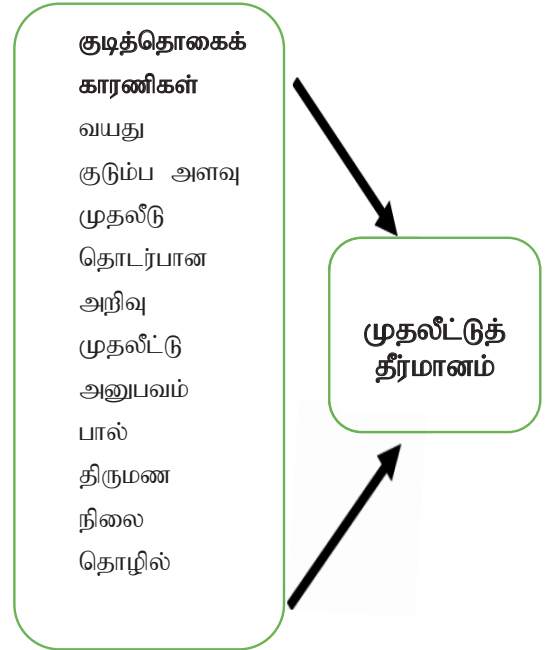 குடித்தொகைக்
காரணிகள்
வயது
குடும்ப அளவு
முதலீடு
தொடர்பான
அறிவு
முதலீட்டு
அனுபவம்
பால்
திருமண
நிலை
தொழில்
முதலீட்டுத்
தீர்மானம்